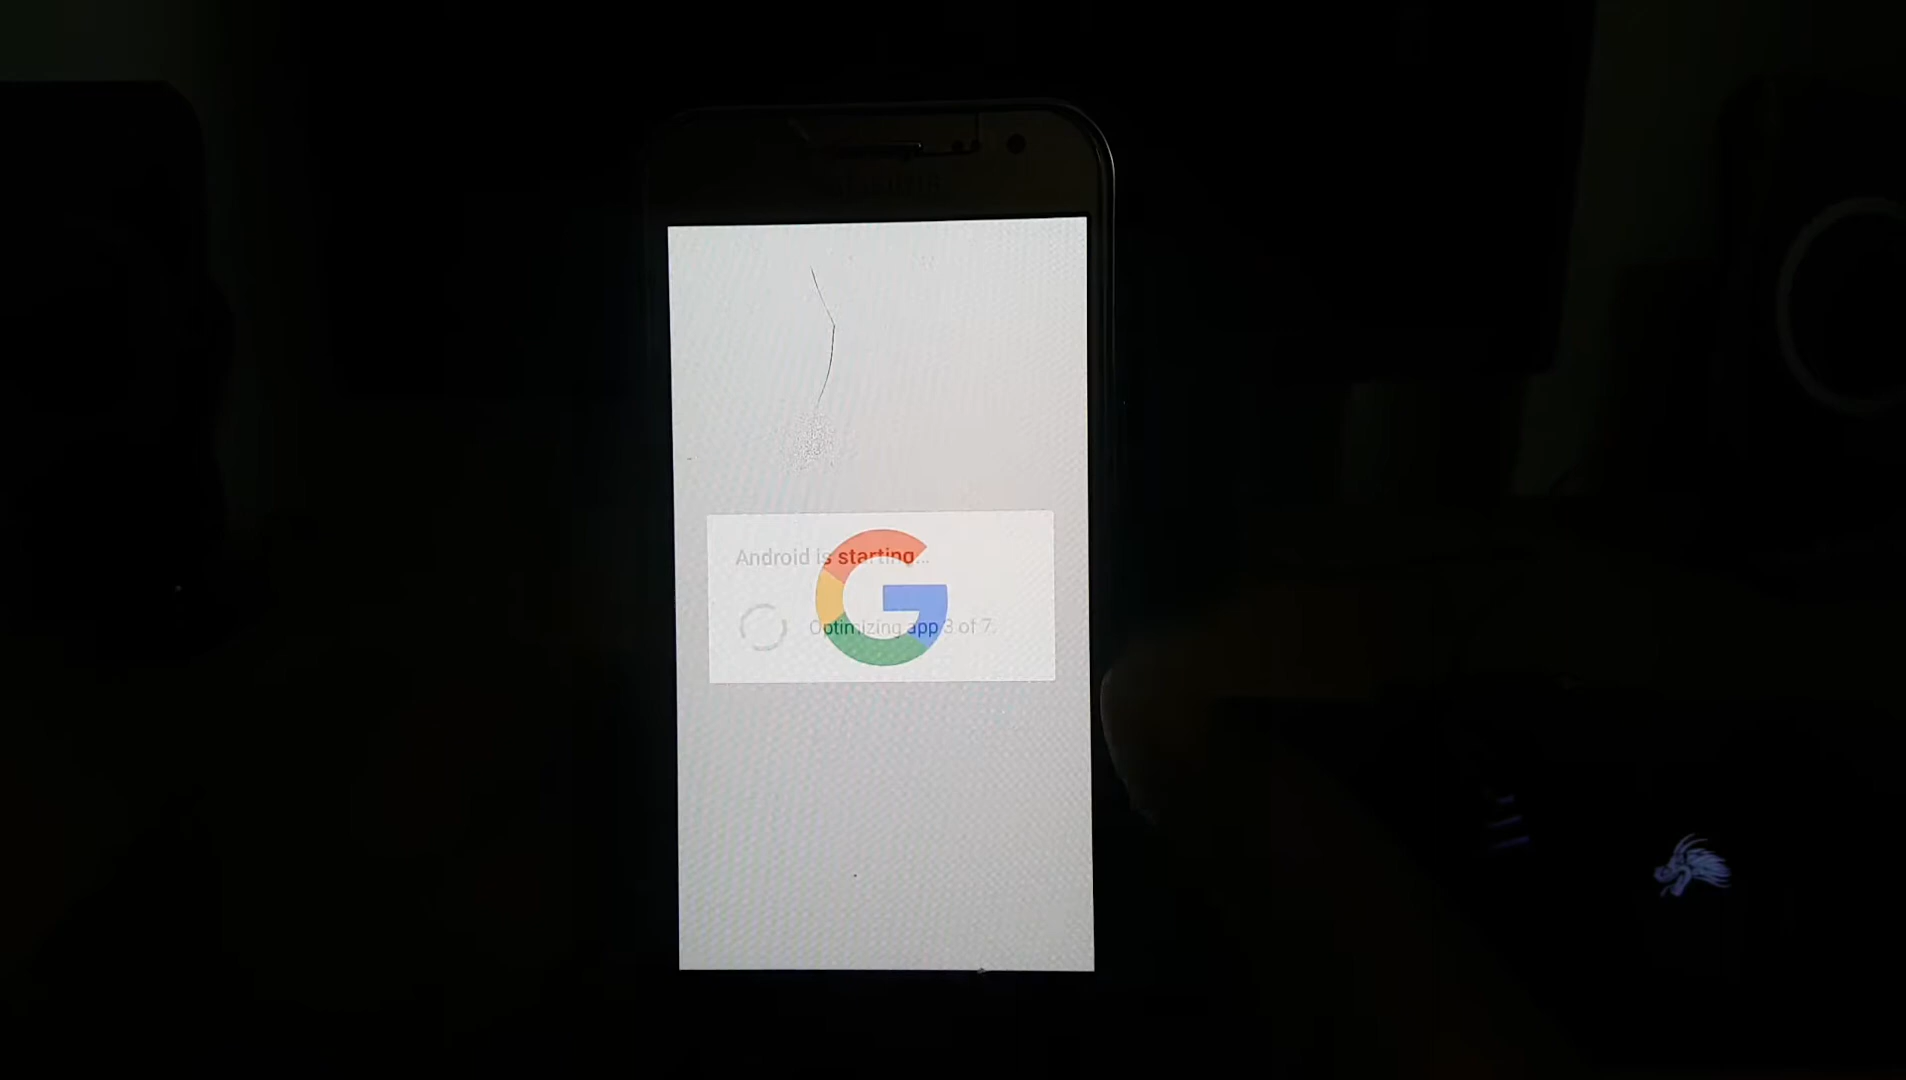 Android is starting...
Optimizing app 3 of 7.